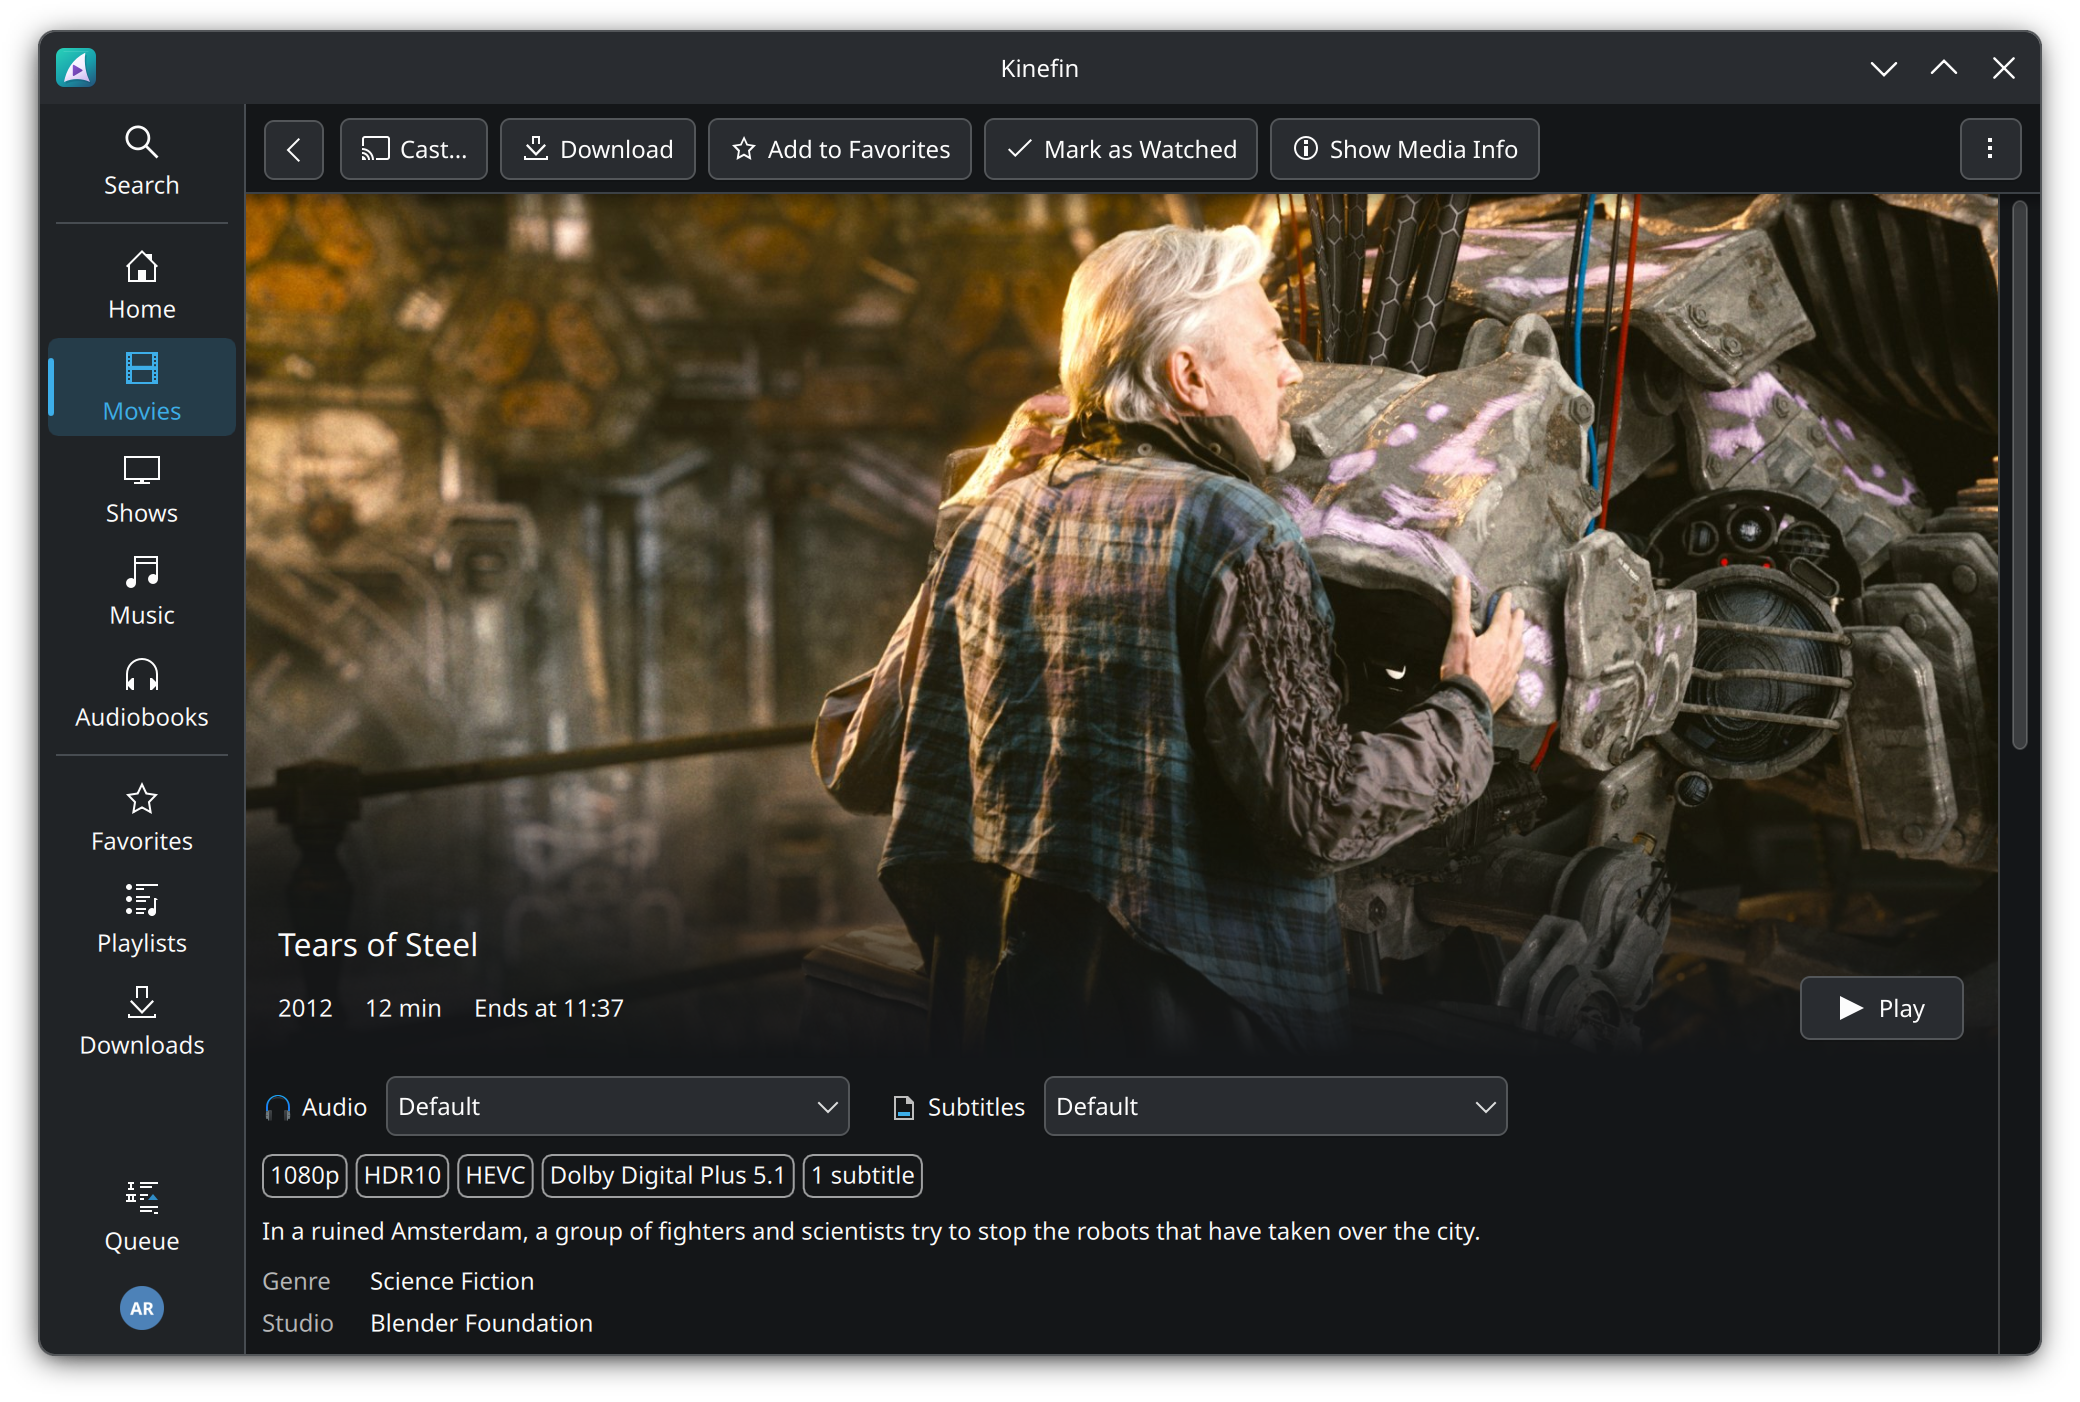 Kinefin
Search
Home
Movies
Shows
Music
Audiobooks
Favorites
Playlists
Downloads
Queue
AR
Cast...
Download
Add to Favorites
Mark as Watched
Show Media Info
Tears of Steel
2012 12 min Ends at 11:37
Play
Audio Default Subtitles Default
1080p HDR10 HEVC Dolby Digital Plus 5.1 1 subtitle
In a ruined Amsterdam, a group of fighters and scientists try to stop the robots that have taken over the city.
Genre Science Fiction
Studio Blender Foundation